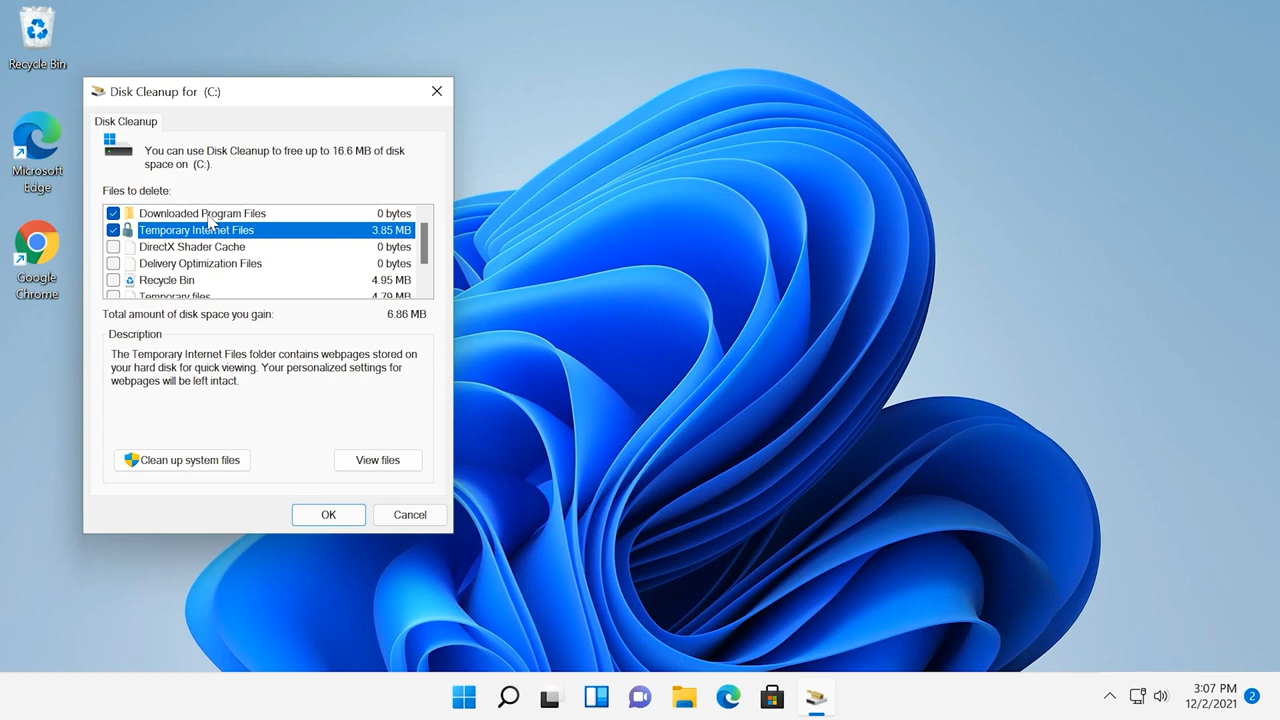 Recycle Bin
Microsoft
Edge
Google
Chrome
Disk Cleanup for (C:)
Disk Cleanup
You can use Disk Cleanup to free up to 16.6 MB of disk
space on (C:).
Files to delete:
Downloaded Program Files 0 bytes
Temporary Internet Files 3.85 MB
DirectX Shader Cache 0 bytes
Delivery Optimization Files 0 bytes
Recycle Bin 4.95 MB
Temporary files 4.79 MB
Total amount of disk space you gain: 6.86 MB
Description
The Temporary Internet Files folder contains webpages stored on
your hard disk for quick viewing. Your personalized settings for
webpages will be left intact.
Clean up system files
View files
OK
Cancel
3:07 PM
12/2/2021
2